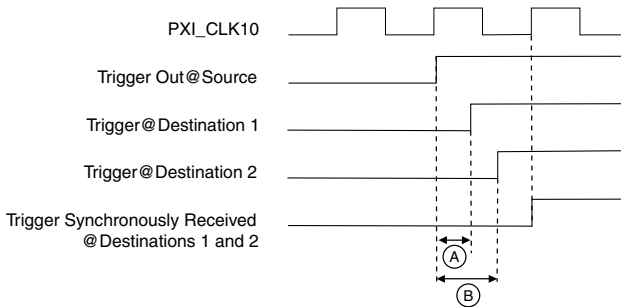 PXI_CLK10
Trigger Out@Source
Trigger@Destination 1
Trigger@Destination 2
Trigger Synchronously Received
@Destinations 1 and 2
A
B